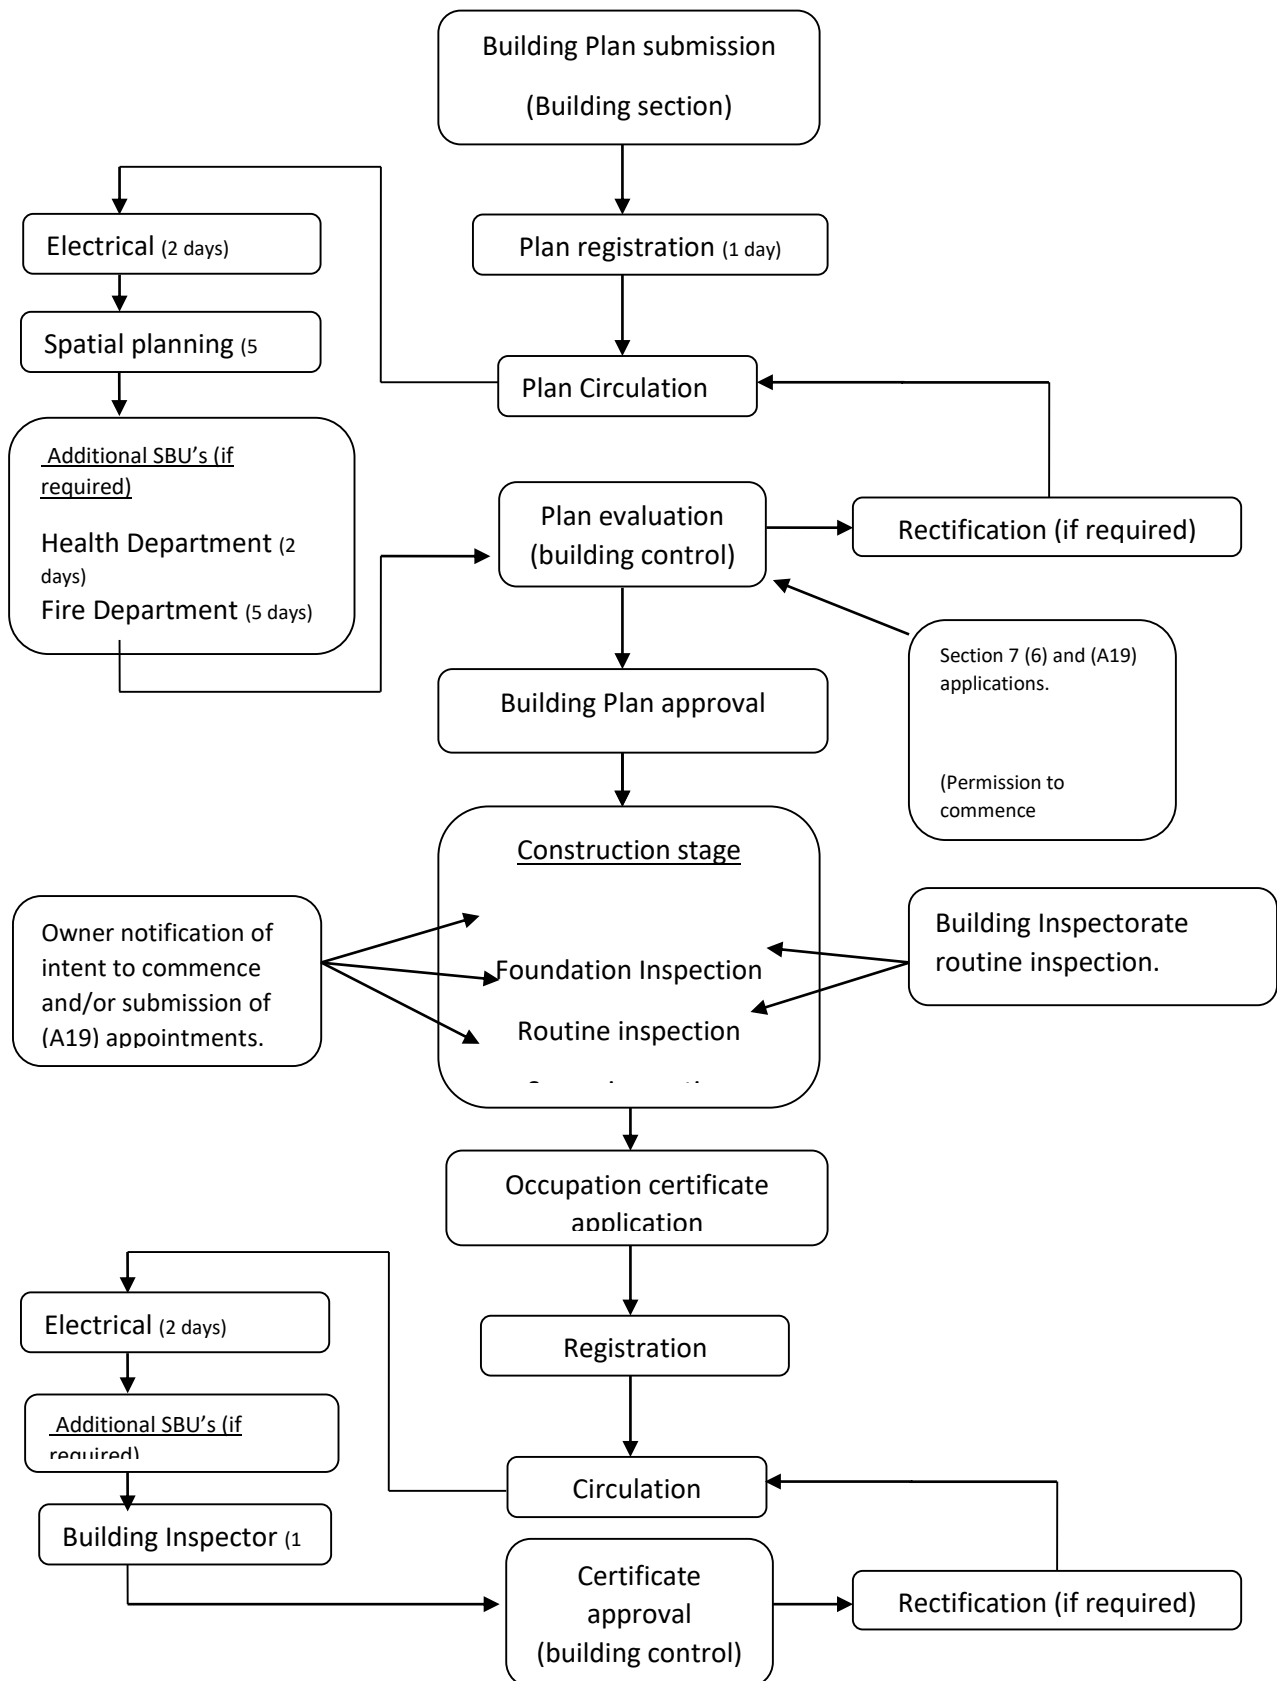 Building Plan submission
(Building section)
Electrical (2 days)
Plan registration (1 day)
Spatial planning (5
Plan Circulation
Additional SBU's (if
required)
Health Department (2
days)
Fire Department (5 days)
Plan evaluation
(building control)
Rectification (if required)
Section 7 (6) and (A19)
applications.
(Permission to
commence
Building Plan approval
Construction stage
Owner notification of
intent to commence
and/or submission of
(A19) appointments.
Foundation Inspection
Routine inspection
Building Inspectorate
routine inspection.
Occupation certificate
application
Electrical (2 days)
Registration
Additional SBU's (if
required)
Circulation
Building Inspector (1
Certificate
approval
(building control)
Rectification (if required)